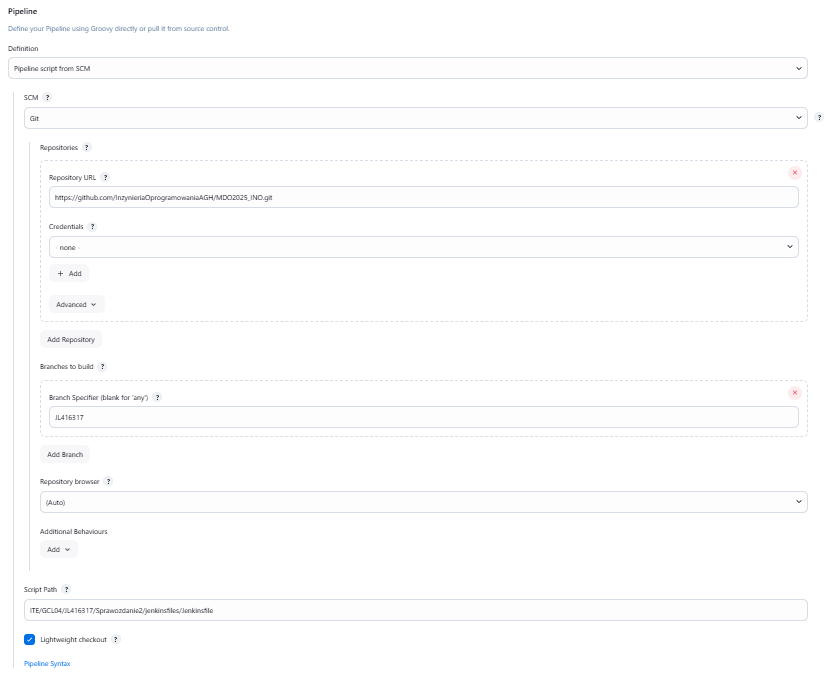 Pipeline
Define your Pipeline using Groovy directly or pull it from source control.
Definition
Pipeline script from SCM
SCM ?
Git
?
Repositories ?
Repository URL ?
https://github.com/InzynieriaOprogramowaniaAGH/MDO2025_INO.git
Credentials ?
- none -
+ Add
Advanced
Add Repository
Branches to build ?
Branch Specifier (blank for 'any') ?
JL416317
Add Branch
Repository browser ?
(Auto)
Additional Behaviours
Add
Script Path ?
ITE/GCL04/JL416317/Sprawozdanie2/jenkinsfiles/Jenkinsfile
Lightweight checkout ?
Pipeline Syntax